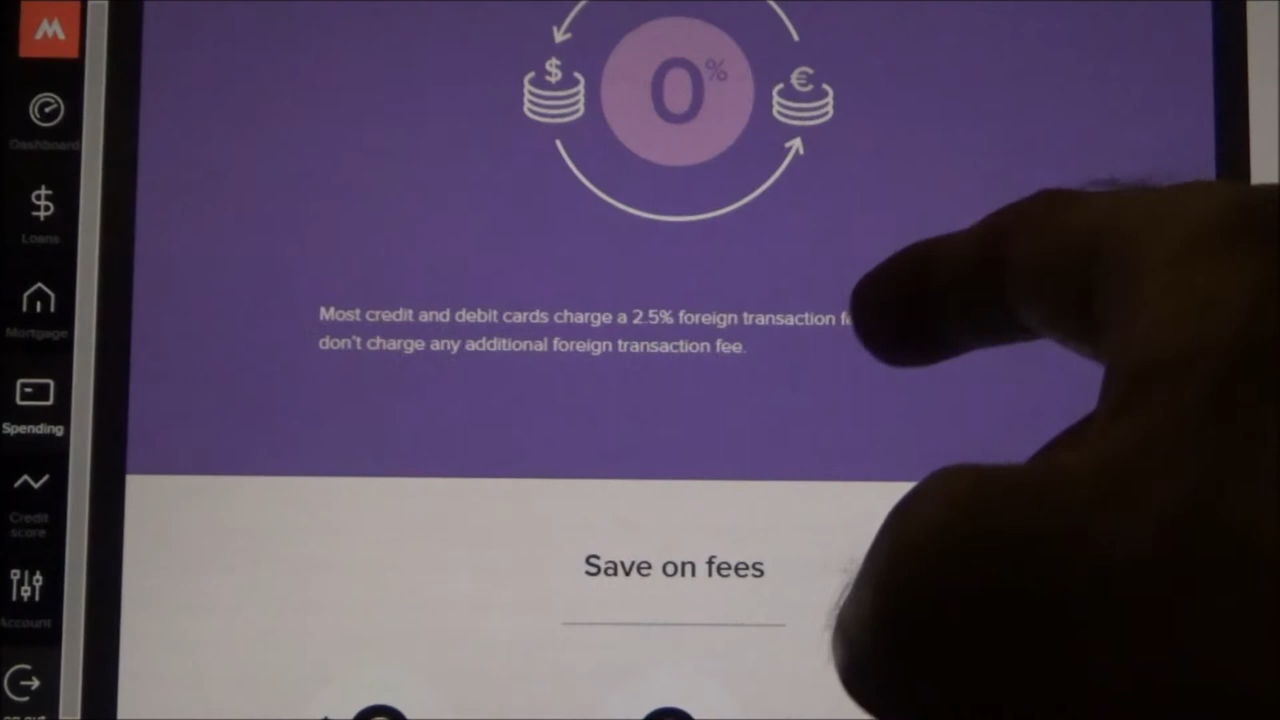 $
0%
€
Dashboard
Loans
Mortgage
Spending
Credit
score
Account
Most credit and debit cards charge a 2.5% foreign transaction
don't charge any additional foreign transaction fee.
Save on fees